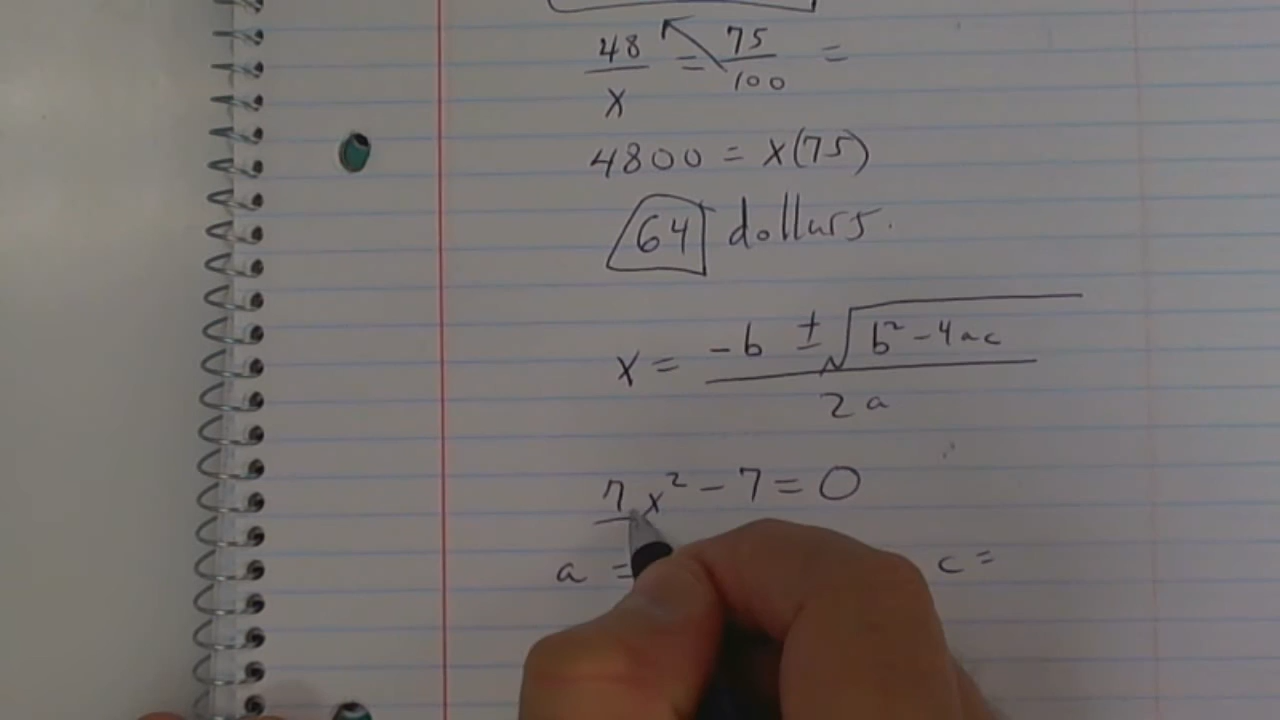 48/x = 75/100 =
4800 = x(75)
64 dollars.
x = (-b ± √(b² - 4ac))/2a
7x² - 7 = 0
a = c =